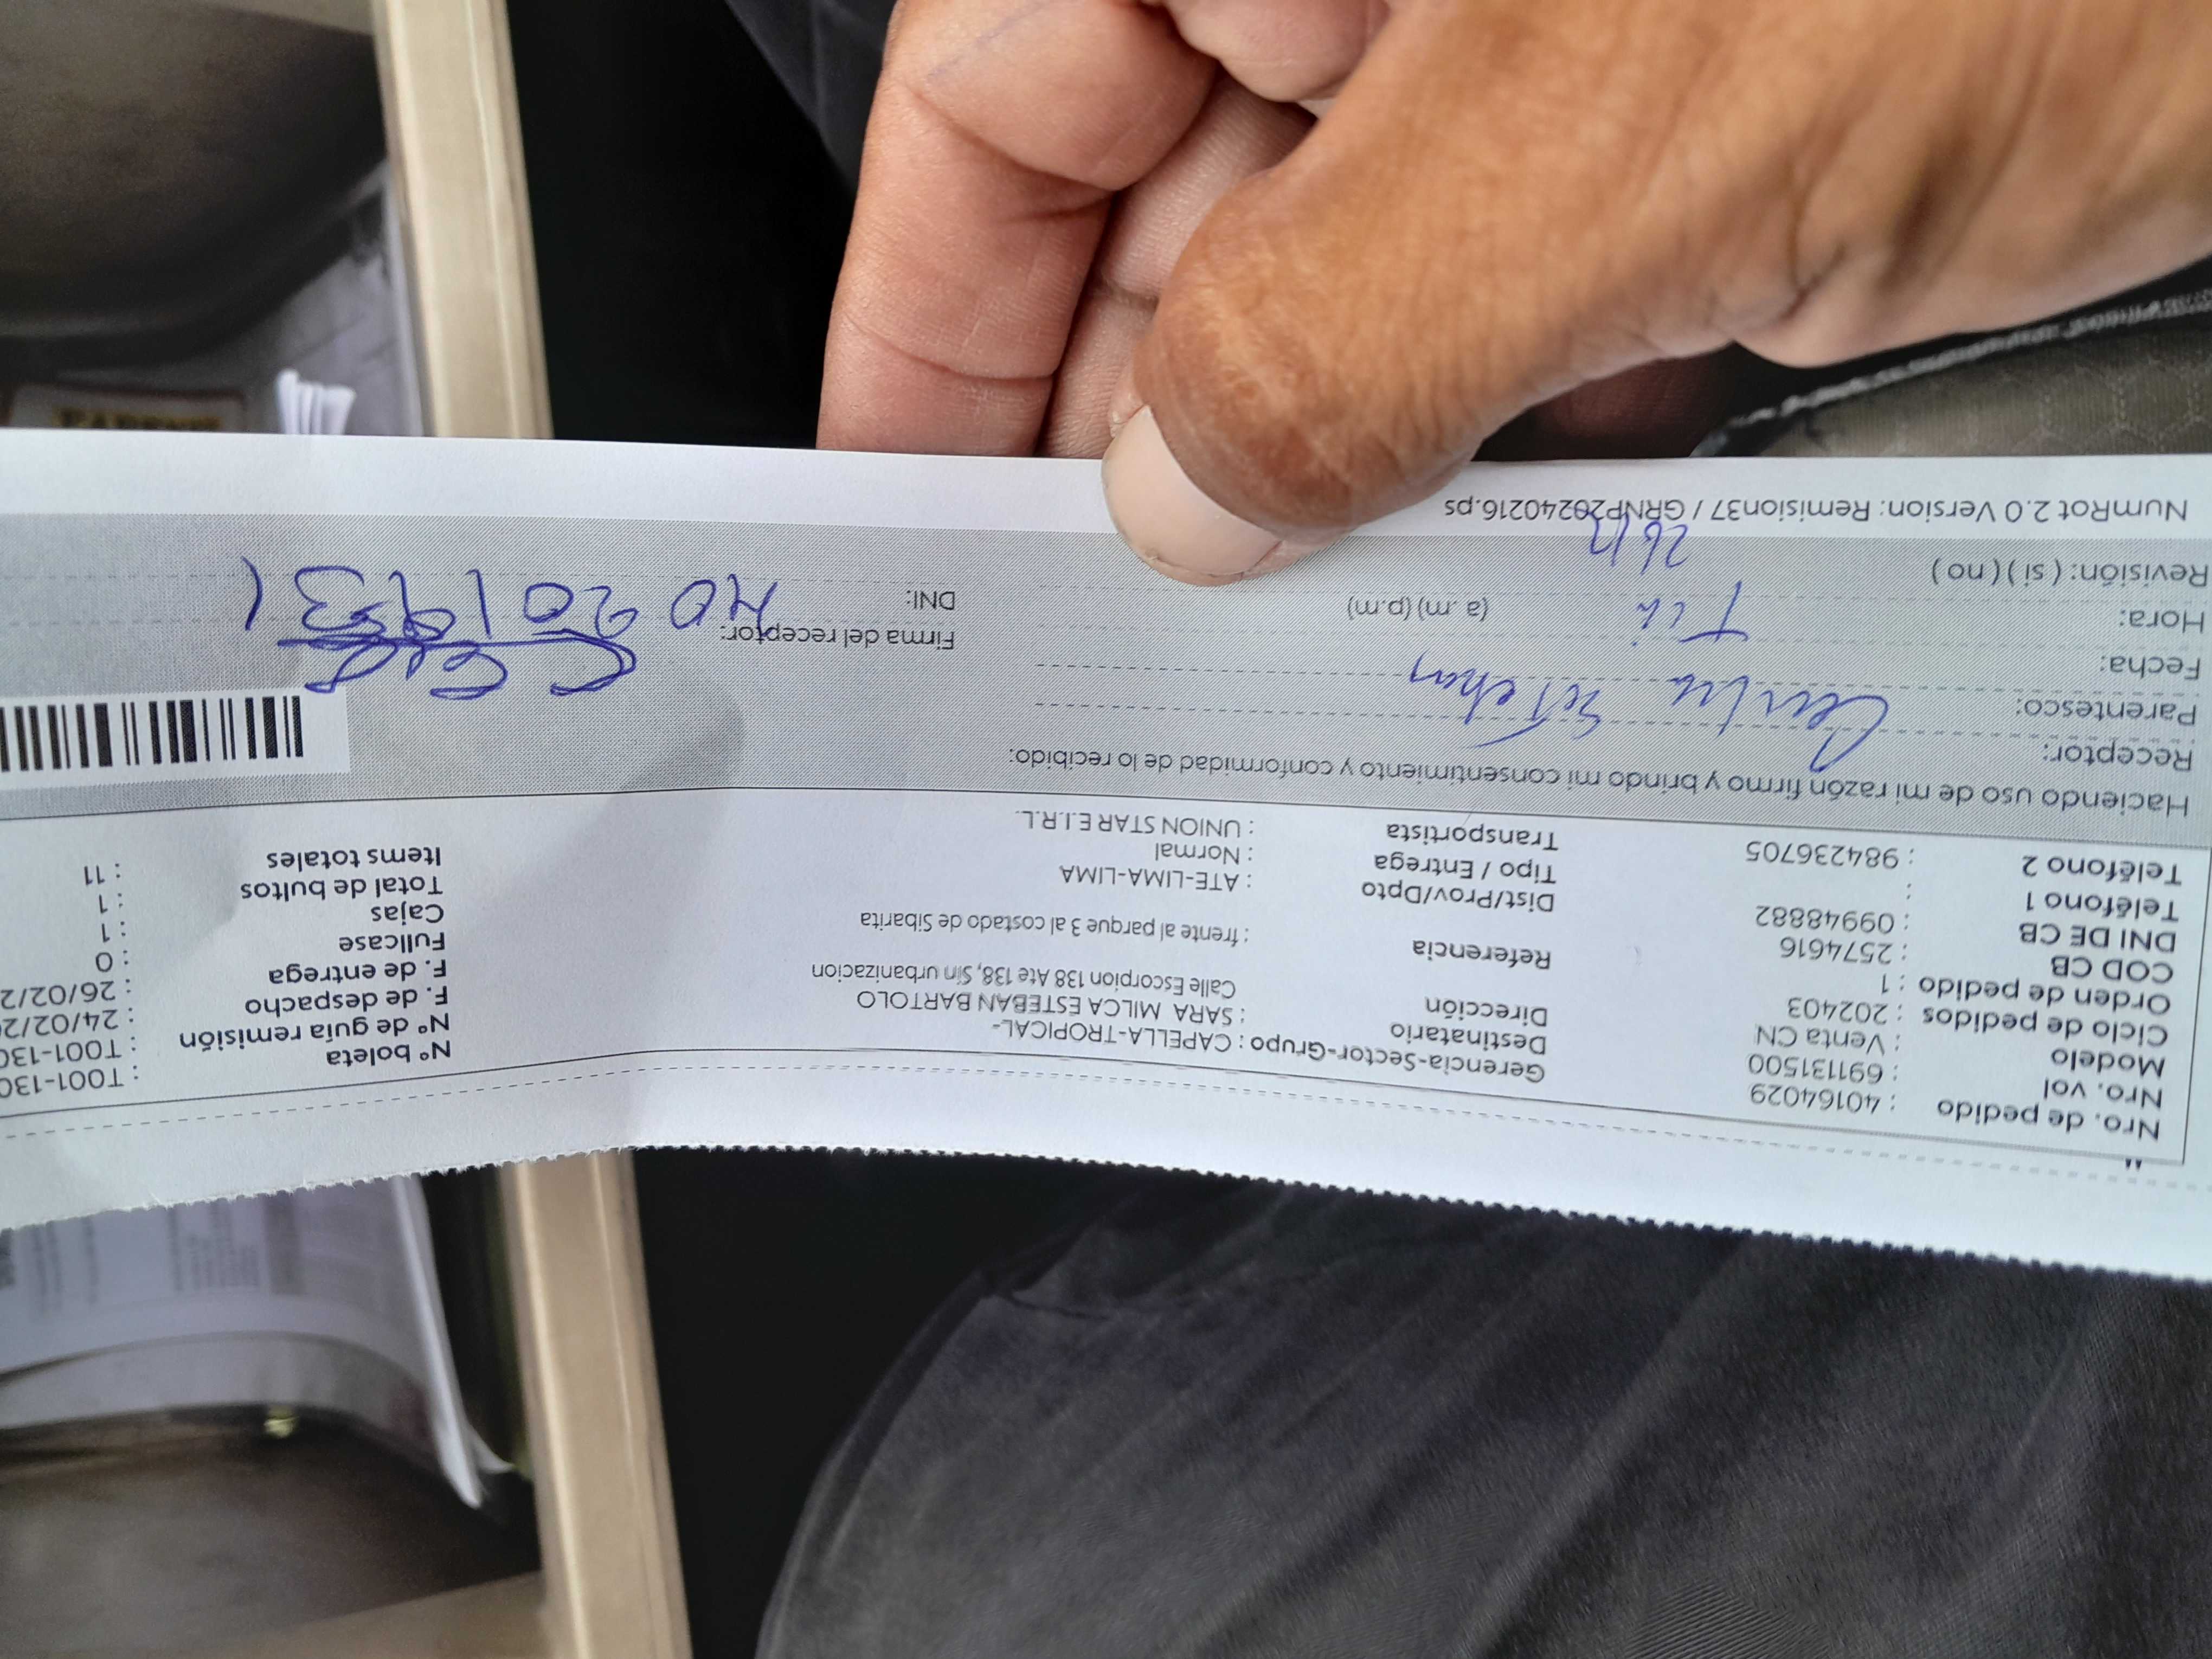 Nro. de pedido : 40164029
Nro. vol : 691131500
Modelo : Venta CN
Ciclo de pedidos : 202403
Orden de pedido : 1
COD CB : 2574616
DNI DE CB : 09948882
Teléfono 1 :
Teléfono 2 : 984236705
Gerencia-Sector-Grupo : CAPELLA-TROPICAL-
Destinatario : SARA MILCA ESTEBAN BARTOLO
Dirección Calle Escorpion 138 Ate 138, Sin urbanizacion
Referencia : frente al parque 3 al costado de Sibarita
Dist/Prov/Dpto : ATE-LIMA-LIMA
Tipo / Entrega : Normal
Transportista : UNION STAR E.I.R.L.
Nº boleta : T001-130
Nº de guía remisión : T001-130
F. de despacho : 24/02/2
F. de entrega : 26/02/2
Fullcase : 0
Cajas : 1
Total de bultos : 1
Items totales : 11
Haciendo uso de mi razón firmo y brindo mi consentimiento y conformidad de lo recibido:
Receptor:
Parentesco:
Fecha:
Hora: (a.m) (p.m)
Revisión: ( si ) ( no )
Firma del receptor:
DNI:
NumRot 2.0 Version: Remision37 / GRNP20240216.ps